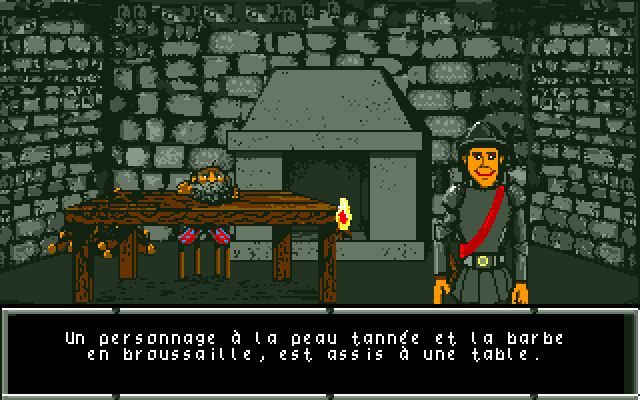 Un personnage à la peau tannée et la barbe
en broussaille, est assis à une table.